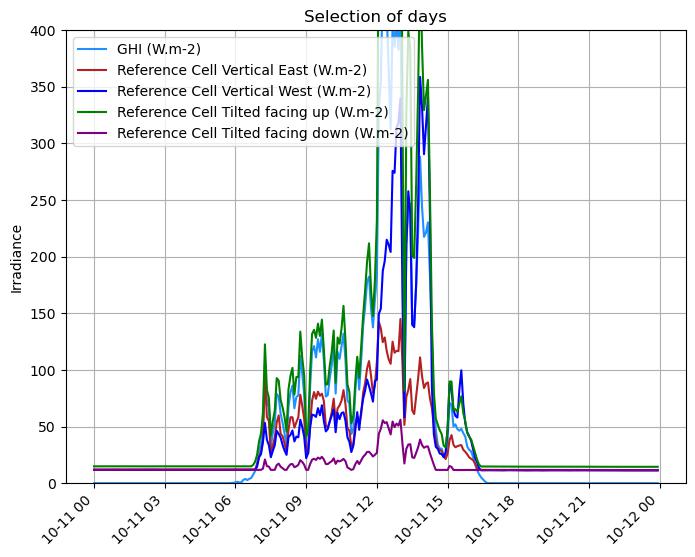 Selection of days
GHI (W.m-2)
Reference Cell Vertical East (W.m-2)
Reference Cell Vertical West (W.m-2)
Reference Cell Tilted facing up (W.m-2)
Reference Cell Tilted facing down (W.m-2)
Irradiance
400
350
300
250
200
150
100
50
0
10-11 00
10-11 03
10-11 06
10-11 09
10-11 12
10-11 15
10-11 18
10-11 21
10-12 00